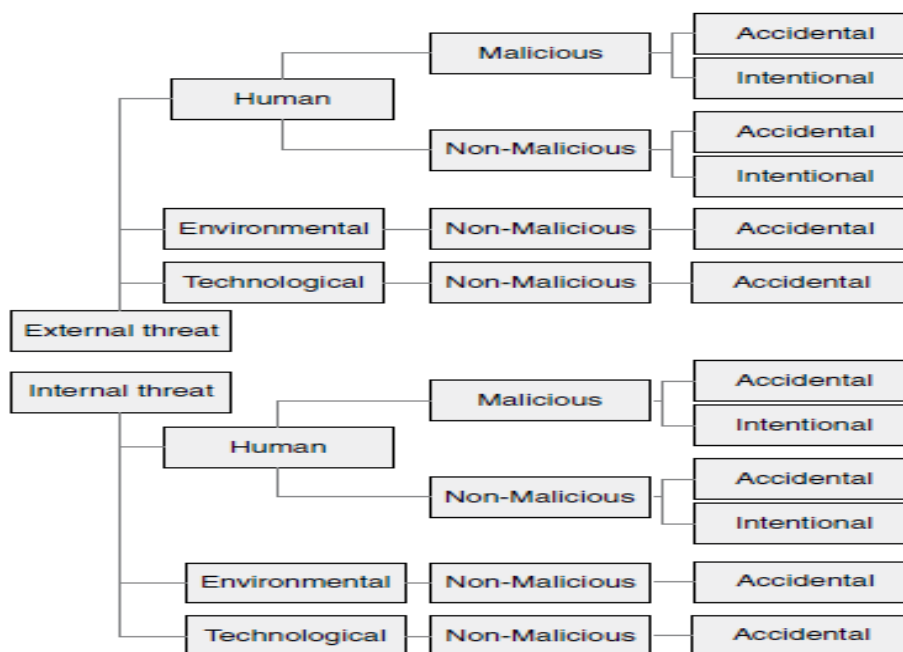 Accidental
Malicious
Intentional
Human
Accidental
Non-Malicious
Intentional
Environmental Non-Malicious Accidental
Technological Non-Malicious Accidental
External threat
Internal threat
Accidental
Malicious
Intentional
Human
Accidental
Non-Malicious
Intentional
Environmental Non-Malicious Accidental
Technological Non-Malicious Accidental